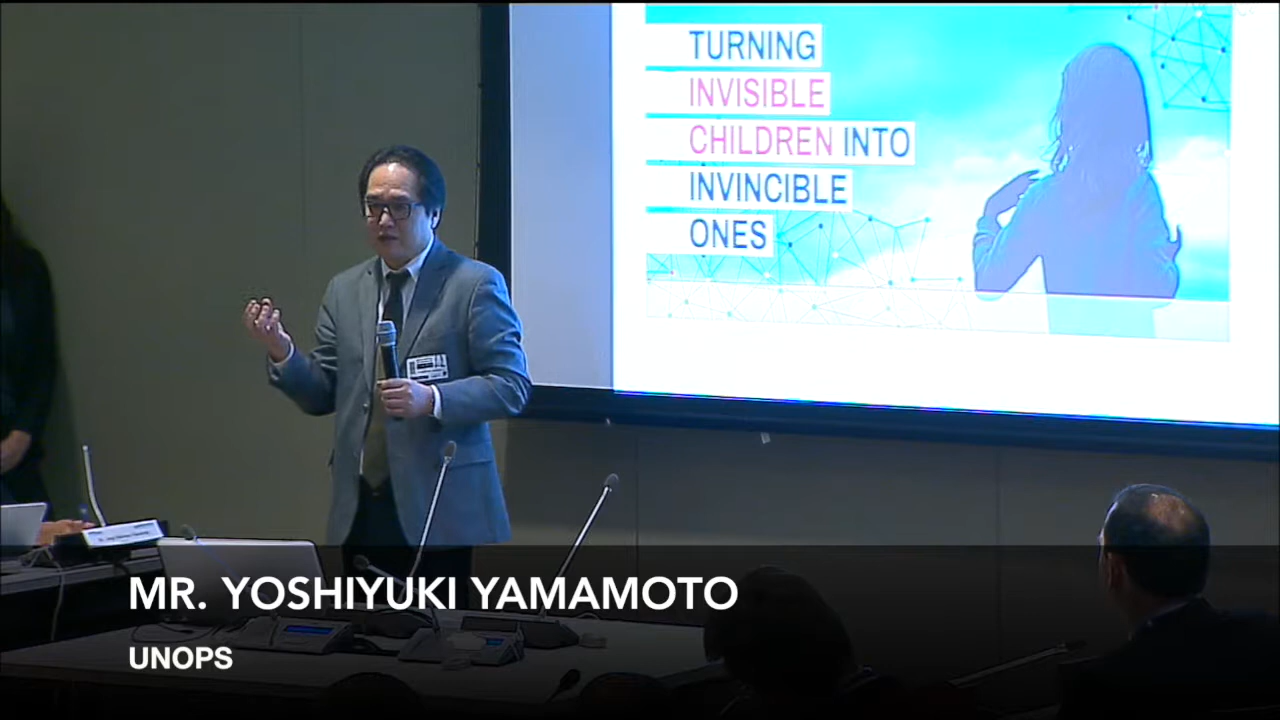 TURNING
INVISIBLE
CHILDREN INTO
INVINCIBLE
ONES
MR. YOSHIYUKI YAMAMOTO
UNOPS